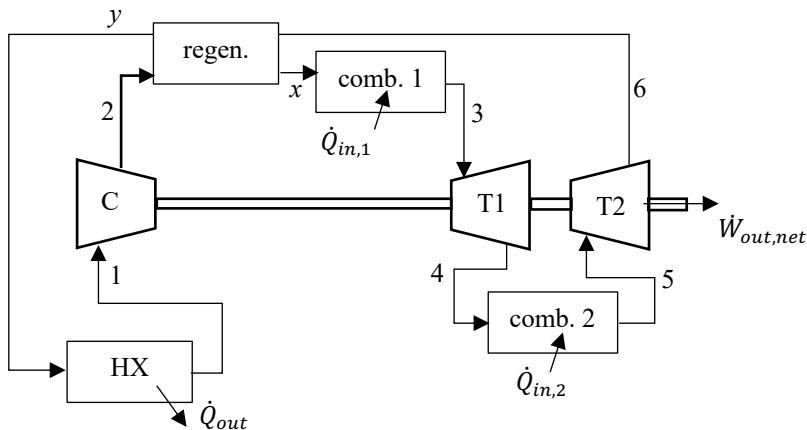 y
regen.
comb. 1
x
2
3
6
Q̇in,1
C
T1
T2
Ẇout,net
1
4
5
comb. 2
HX
Q̇in,2
Q̇out